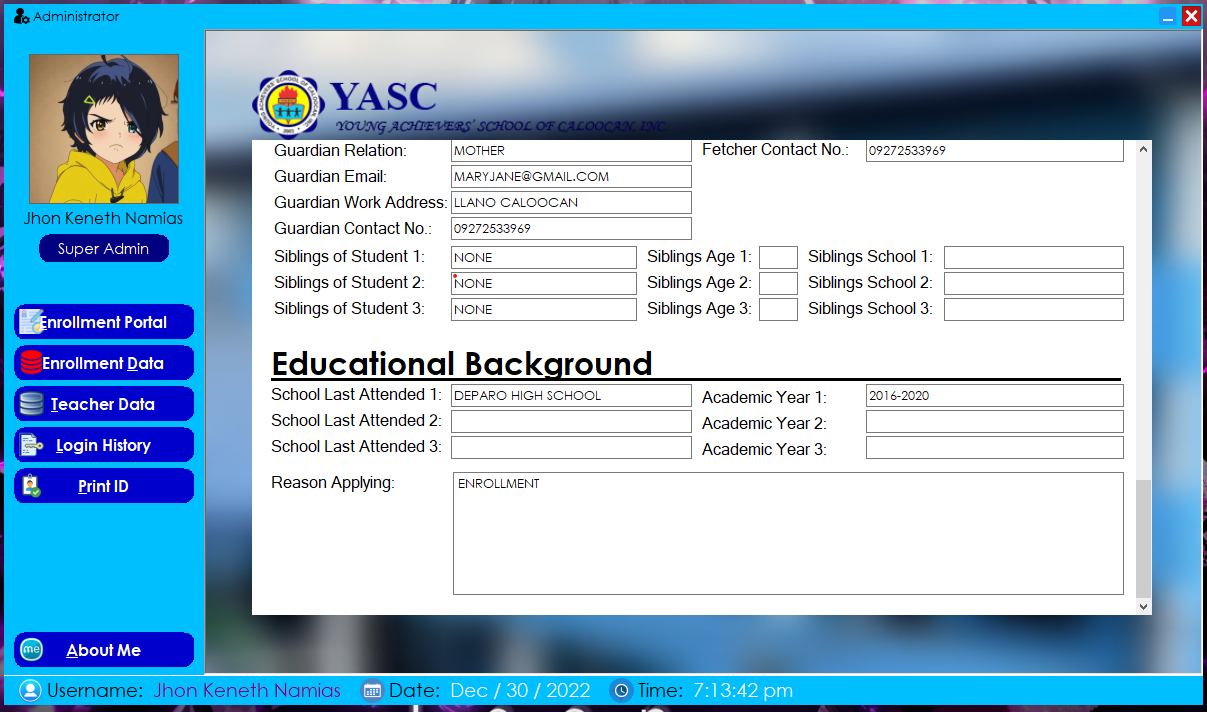 Administrator
YASC
YOUNG ACHIEVERS' SCHOOL OF CALOOCAN, INC.
Jhon Keneth Namias
Super Admin
Enrollment Portal
Enrollment Data
Teacher Data
Login History
Print ID
me About Me
Guardian Relation: MOTHER Fetcher Contact No.: 09272533969
Guardian Email: MARYJANE@GMAIL.COM
Guardian Work Address: LLANO CALOOCAN
Guardian Contact No.: 09272533969
Siblings of Student 1: NONE Siblings Age 1: Siblings School 1:
Siblings of Student 2: NONE Siblings Age 2: Siblings School 2:
Siblings of Student 3: NONE Siblings Age 3: Siblings School 3:
Educational Background
School Last Attended 1: DEPARO HIGH SCHOOL Academic Year 1: 2016-2020
School Last Attended 2: Academic Year 2:
School Last Attended 3: Academic Year 3:
Reason Applying: ENROLLMENT
Username: Jhon Keneth Namias Date: Dec / 30 / 2022 Time: 7:13:42 pm